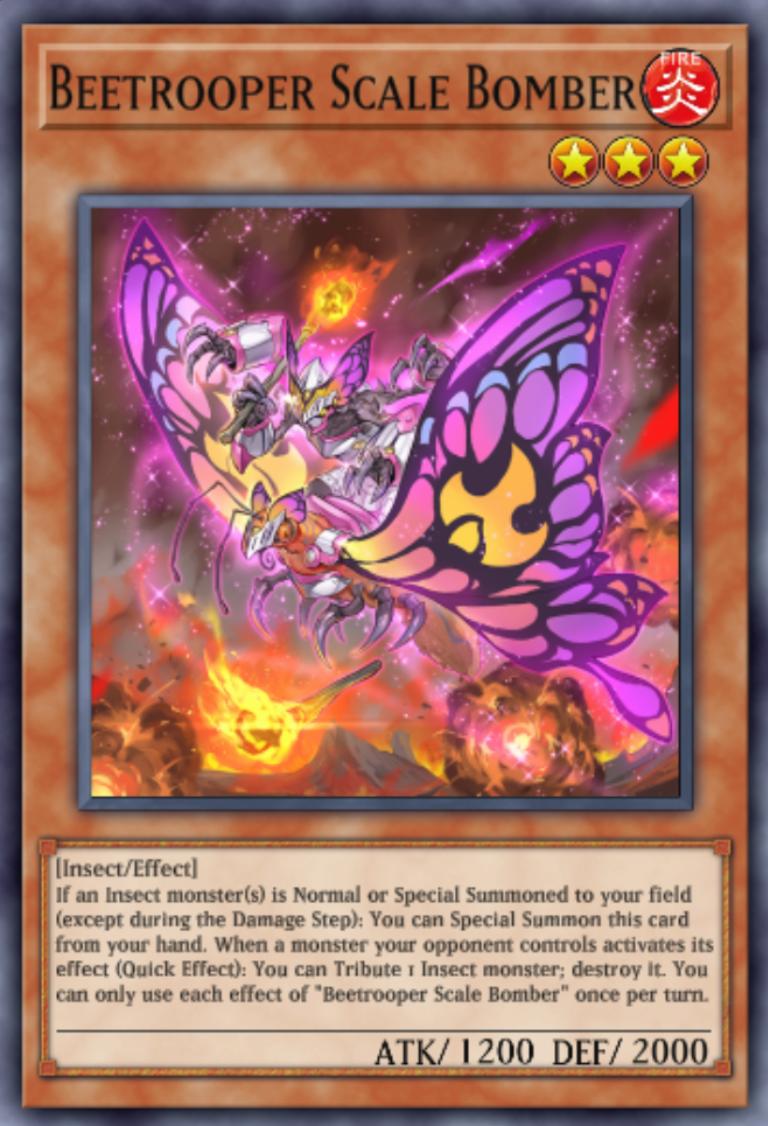 Beetrooper Scale Bomber
FIRE
炎
[Insect/Effect]
If an Insect monster(s) is Normal or Special Summoned to your field
(except during the Damage Step): You can Special Summon this card
from your hand. When a monster your opponent controls activates its
effect (Quick Effect): You can Tribute 1 Insect monster; destroy it. You
can only use each effect of "Beetrooper Scale Bomber" once per turn.
ATK/ 1200 DEF/ 2000